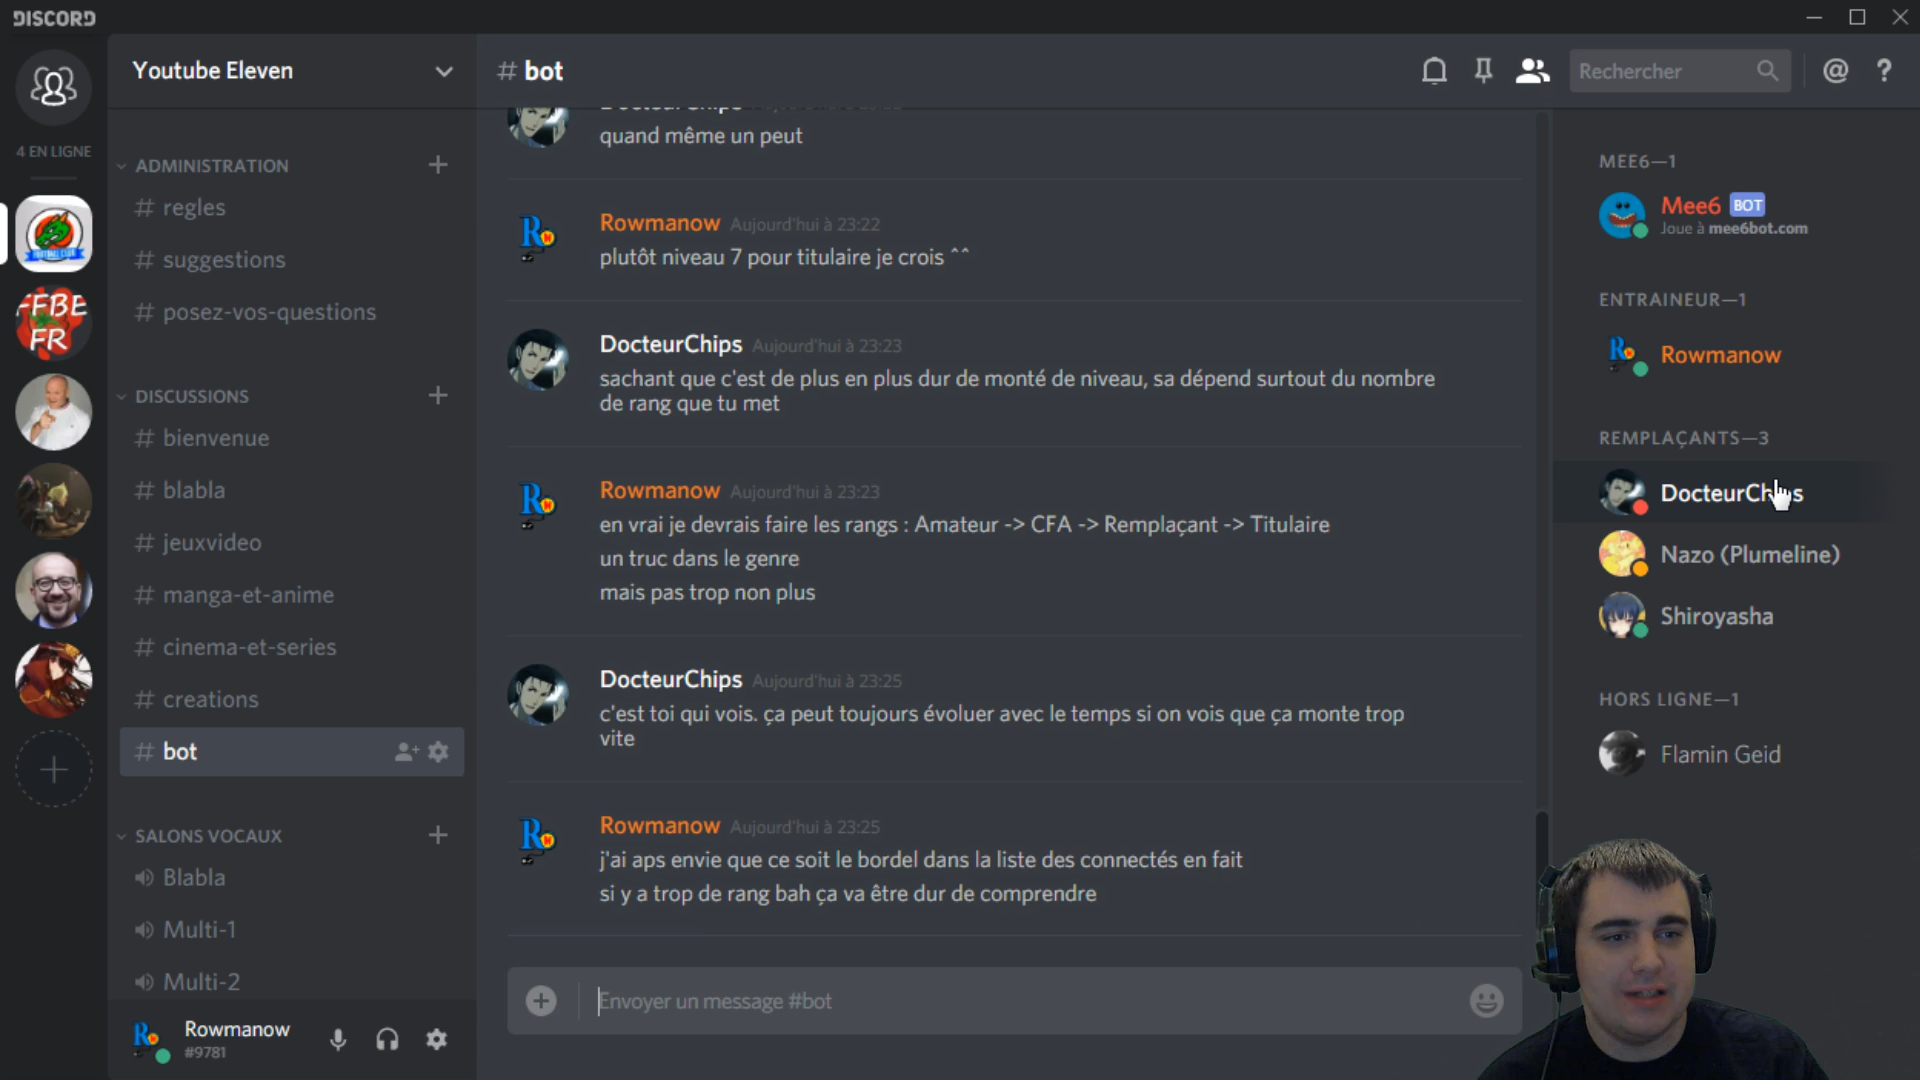 DISCORD
4 EN LIGNE
FOOTBALL CLUB
FFBE
FR
Youtube Eleven
ADMINISTRATION
# regles
# suggestions
# posez-vos-questions
DISCUSSIONS
# bienvenue
# blabla
# jeuxvideo
# manga-et-anime
# cinema-et-series
# creations
# bot
SALONS VOCAUX
Blabla
Multi-1
Multi-2
Rowmanow
#9781
# bot
Rechercher
@ ?
DocteurChips
quand même un peut
Rowmanow Aujourd'hui à 23:22
plutôt niveau 7 pour titulaire je crois ^^
DocteurChips Aujourd'hui à 23:23
sachant que c'est de plus en plus dur de monté de niveau, sa dépend surtout du nombre
de rang que tu met
Rowmanow Aujourd'hui à 23:23
en vrai je devrais faire les rangs : Amateur -> CFA -> Remplaçant -> Titulaire
un truc dans le genre
mais pas trop non plus
DocteurChips Aujourd'hui à 23:25
c'est toi qui vois. ça peut toujours évoluer avec le temps si on vois que ça monte trop
vite
Rowmanow Aujourd'hui à 23:25
j'ai aps envie que ce soit le bordel dans la liste des connectés en fait
si y a trop de rang bah ça va être dur de comprendre
Envoyer un message #bot
MEE6—1
Mee6 BOT
Joue à mee6bot.com
ENTRAINEUR—1
Rowmanow
REMPLAÇANTS—3
DocteurChips
Nazo (Plumeline)
Shiroyasha
HORS LIGNE—1
Flamin Geid